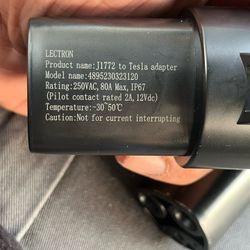 LECTRON
Product name:J1772 to Tesla adapter
Model name:4895230323120
Rating:250VAC,80A Max,IP67
(Pilot contact rated 2A,12Vdc)
Temperature:-30~50℃
Caution:Not for current interrupting